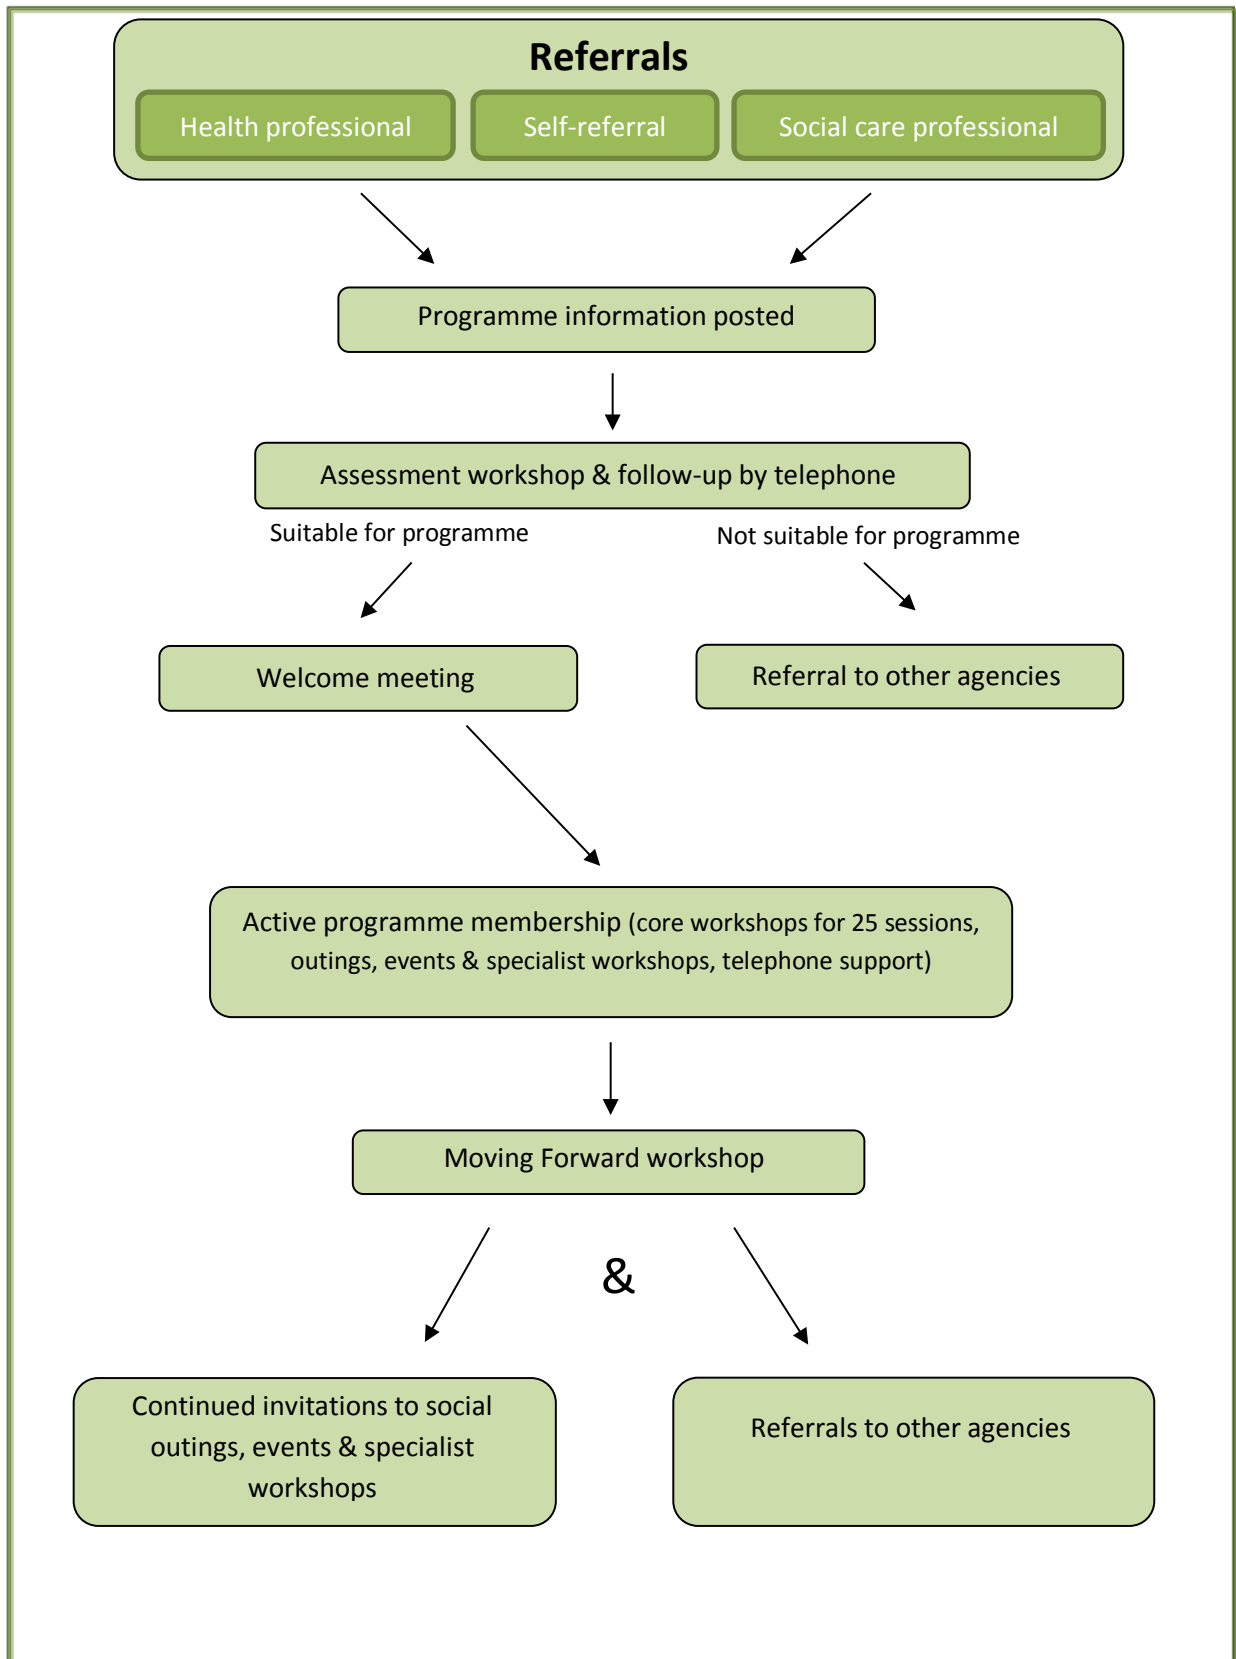 Referrals
Health professional
Self-referral
Social care professional
Programme information posted
Assessment workshop & follow-up by telephone
Suitable for programme
Not suitable for programme
Welcome meeting
Referral to other agencies
Active programme membership (core workshops for 25 sessions,
outings, events & specialist workshops, telephone support)
Moving Forward workshop
&
Continued invitations to social
outings, events & specialist
workshops
Referrals to other agencies